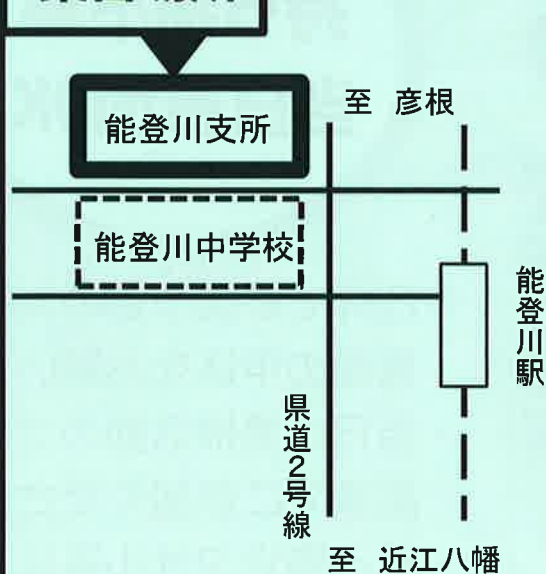 能登川支所
至 彦根
能登川中学校
能登川駅
県道2号線
至 近江八幡